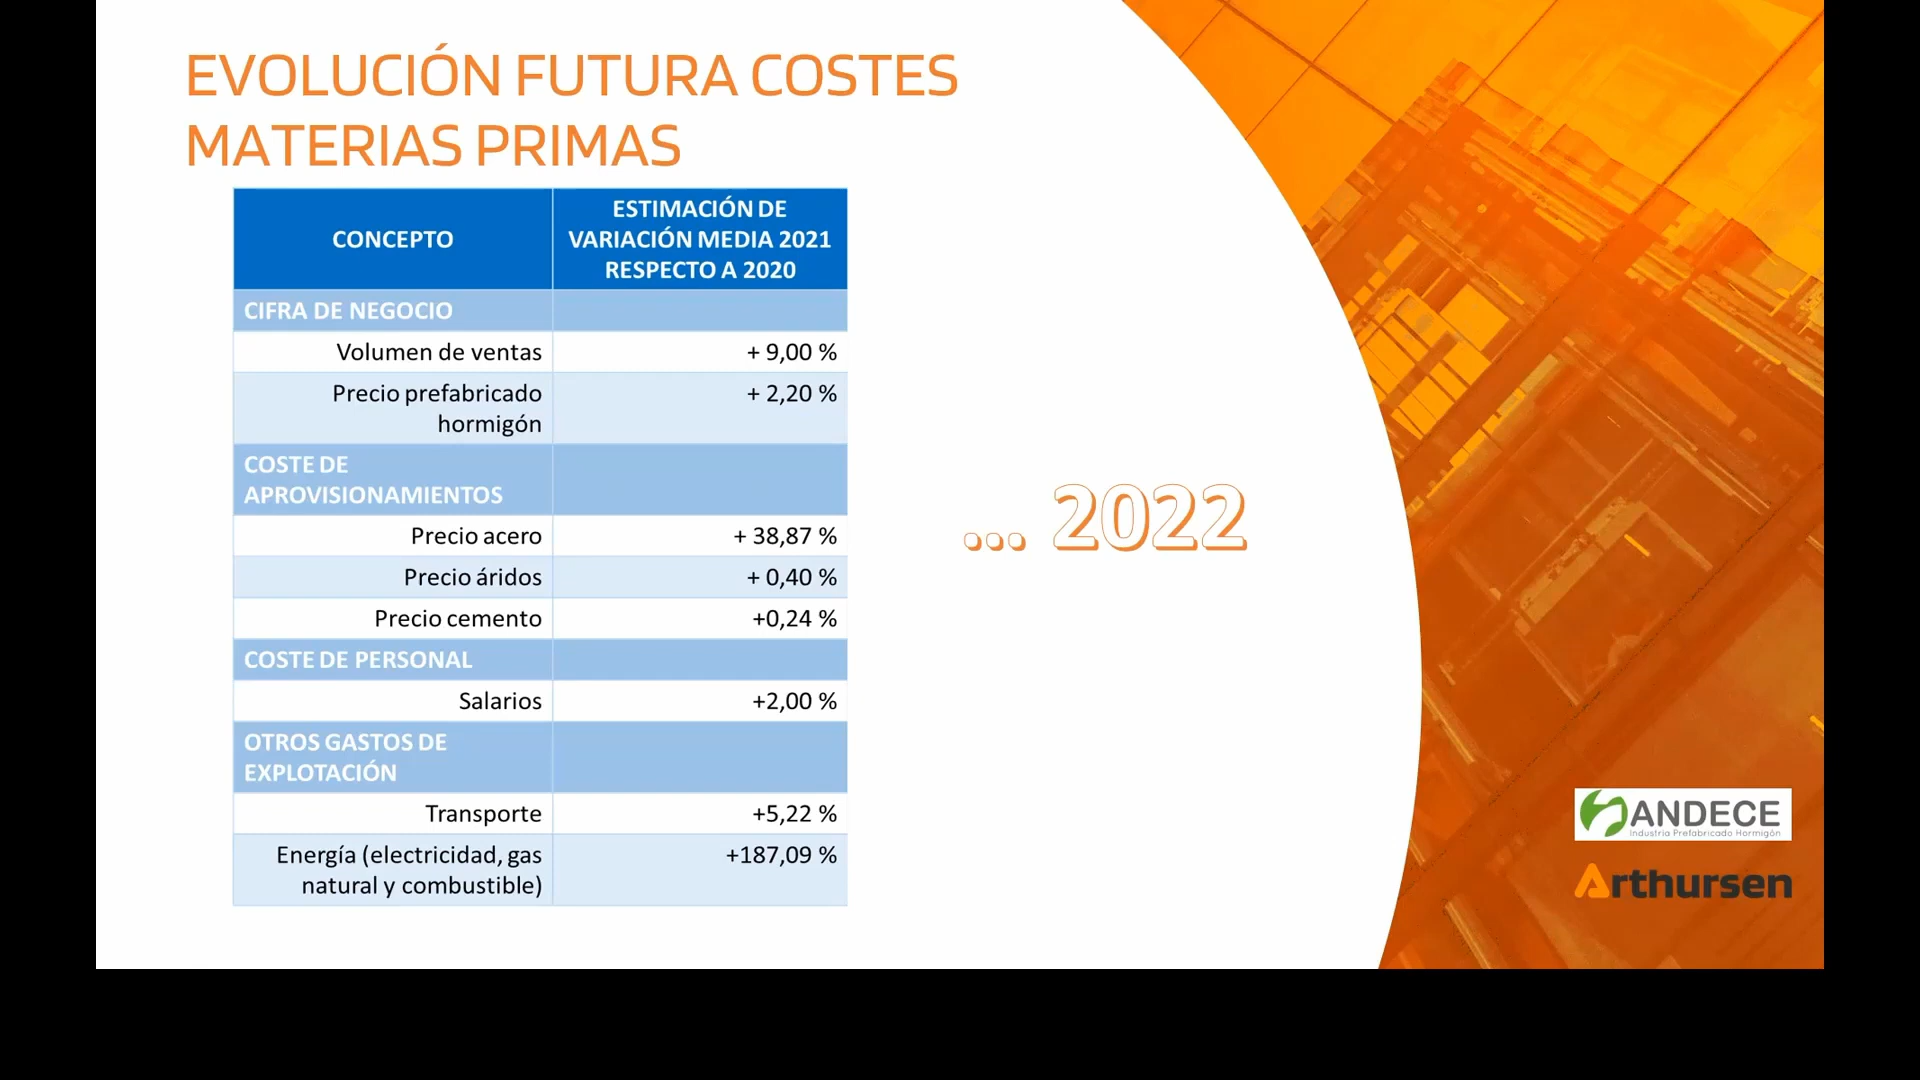 EVOLUCIÓN FUTURA COSTES
MATERIAS PRIMAS
CONCEPTO
ESTIMACIÓN DE
VARIACIÓN MEDIA 2021
RESPECTO A 2020
CIFRA DE NEGOCIO
Volumen de ventas
+ 9,00 %
Precio prefabricado
hormigón
+ 2,20 %
COSTE DE
APROVISIONAMIENTOS
Precio acero
+ 38,87 %
Precio áridos
+ 0,40 %
Precio cemento
+0,24 %
COSTE DE PERSONAL
Salarios
+2,00 %
OTROS GASTOS DE
EXPLOTACIÓN
Transporte
+5,22 %
Energía (electricidad, gas
natural y combustible)
+187,09 %
... 2022
ANDECE
Industria Prefabricado Hormigón
Arthursen